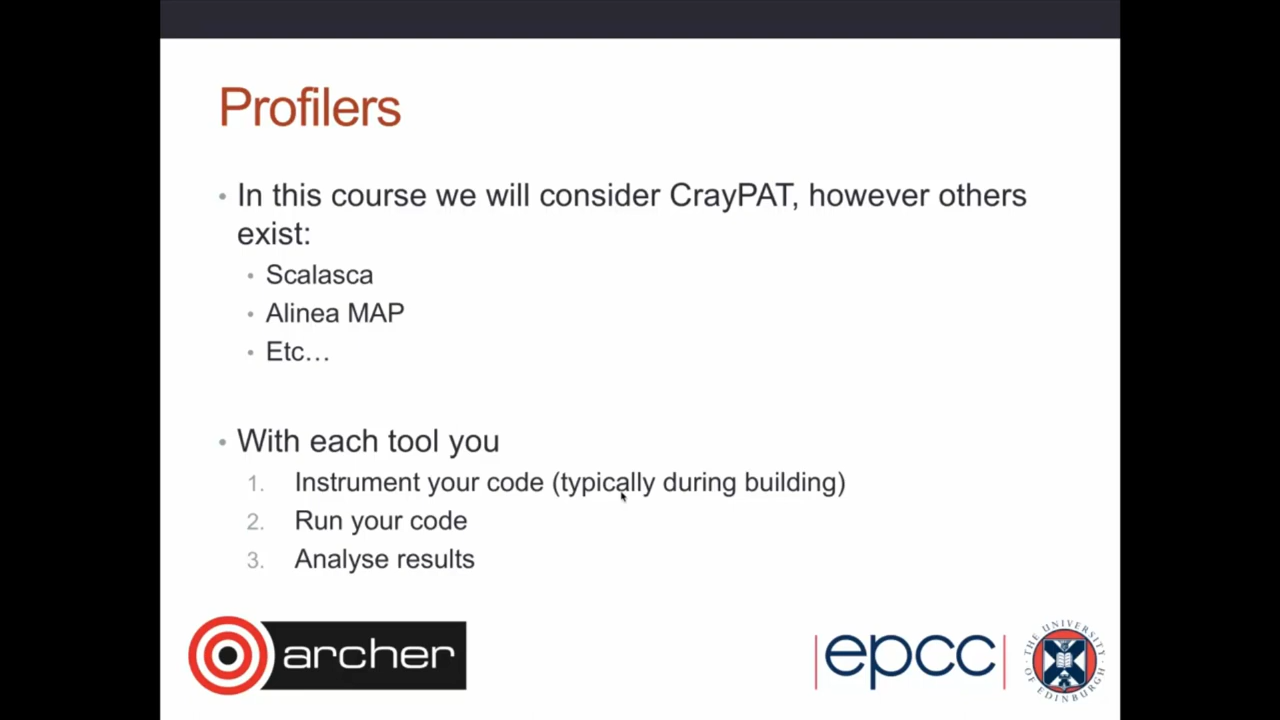 Profilers
• In this course we will consider CrayPAT, however others
exist:
• Scalasca
• Alinea MAP
• Etc…
• With each tool you
1. Instrument your code (typically during building)
2. Run your code
3. Analyse results
archer
|epcc|
THE UNIVERSITY OF EDINBURGH